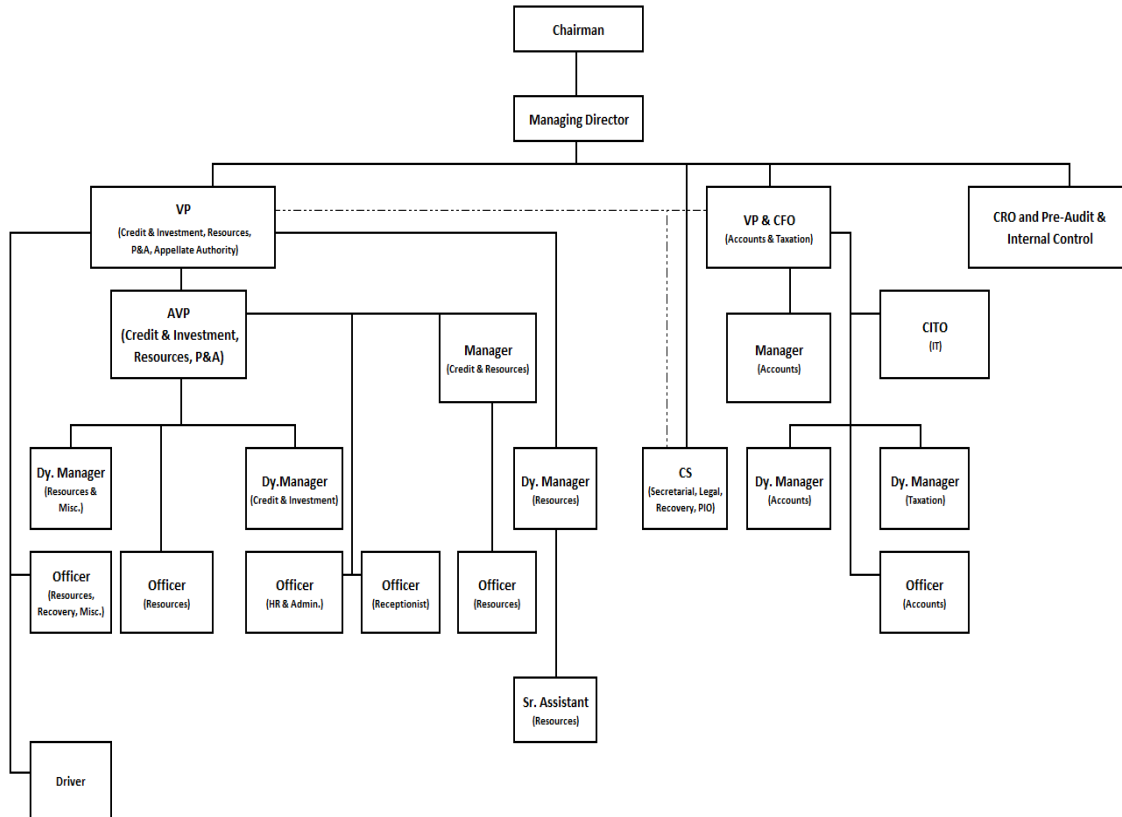 Chairman
Managing Director
VP
(Credit & Investment, Resources,
P&A, Appellate Authority)
VP & CFO
(Accounts & Taxation)
CRO and Pre-Audit &
Internal Control
AVP
(Credit & Investment,
Resources, P&A)
Manager
(Credit & Resources)
Manager
(Accounts)
CITO
(IT)
Dy. Manager
(Resources &
Misc.)
Dy.Manager
(Credit & Investment)
Dy. Manager
(Resources)
CS
(Secretarial, Legal,
Recovery, PIO)
Dy. Manager
(Accounts)
Dy. Manager
(Taxation)
Officer
(Resources,
Recovery, Misc.)
Officer
(Resources)
Officer
(HR & Admin.)
Officer
(Receptionist)
Officer
(Resources)
Officer
(Accounts)
Sr. Assistant
(Resources)
Driver